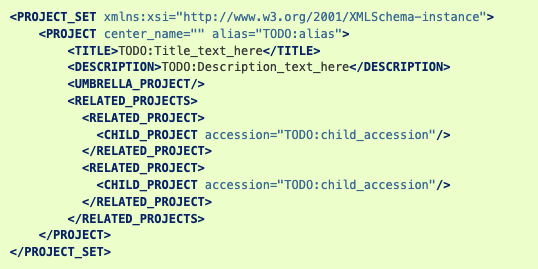 <PROJECT_SET xmlns:xsi="http://www.w3.org/2001/XMLSchema-instance">
    <PROJECT center_name="" alias="TODO:alias">
        <TITLE>TODO:Title_text_here</TITLE>
        <DESCRIPTION>TODO:Description_text_here</DESCRIPTION>
        <UMBRELLA_PROJECT/>
        <RELATED_PROJECTS>
          <RELATED_PROJECT>
            <CHILD_PROJECT accession="TODO:child_accession"/>
          </RELATED_PROJECT>
          <RELATED_PROJECT>
            <CHILD_PROJECT accession="TODO:child_accession"/>
          </RELATED_PROJECT>
        </RELATED_PROJECTS>
    </PROJECT>
</PROJECT_SET>